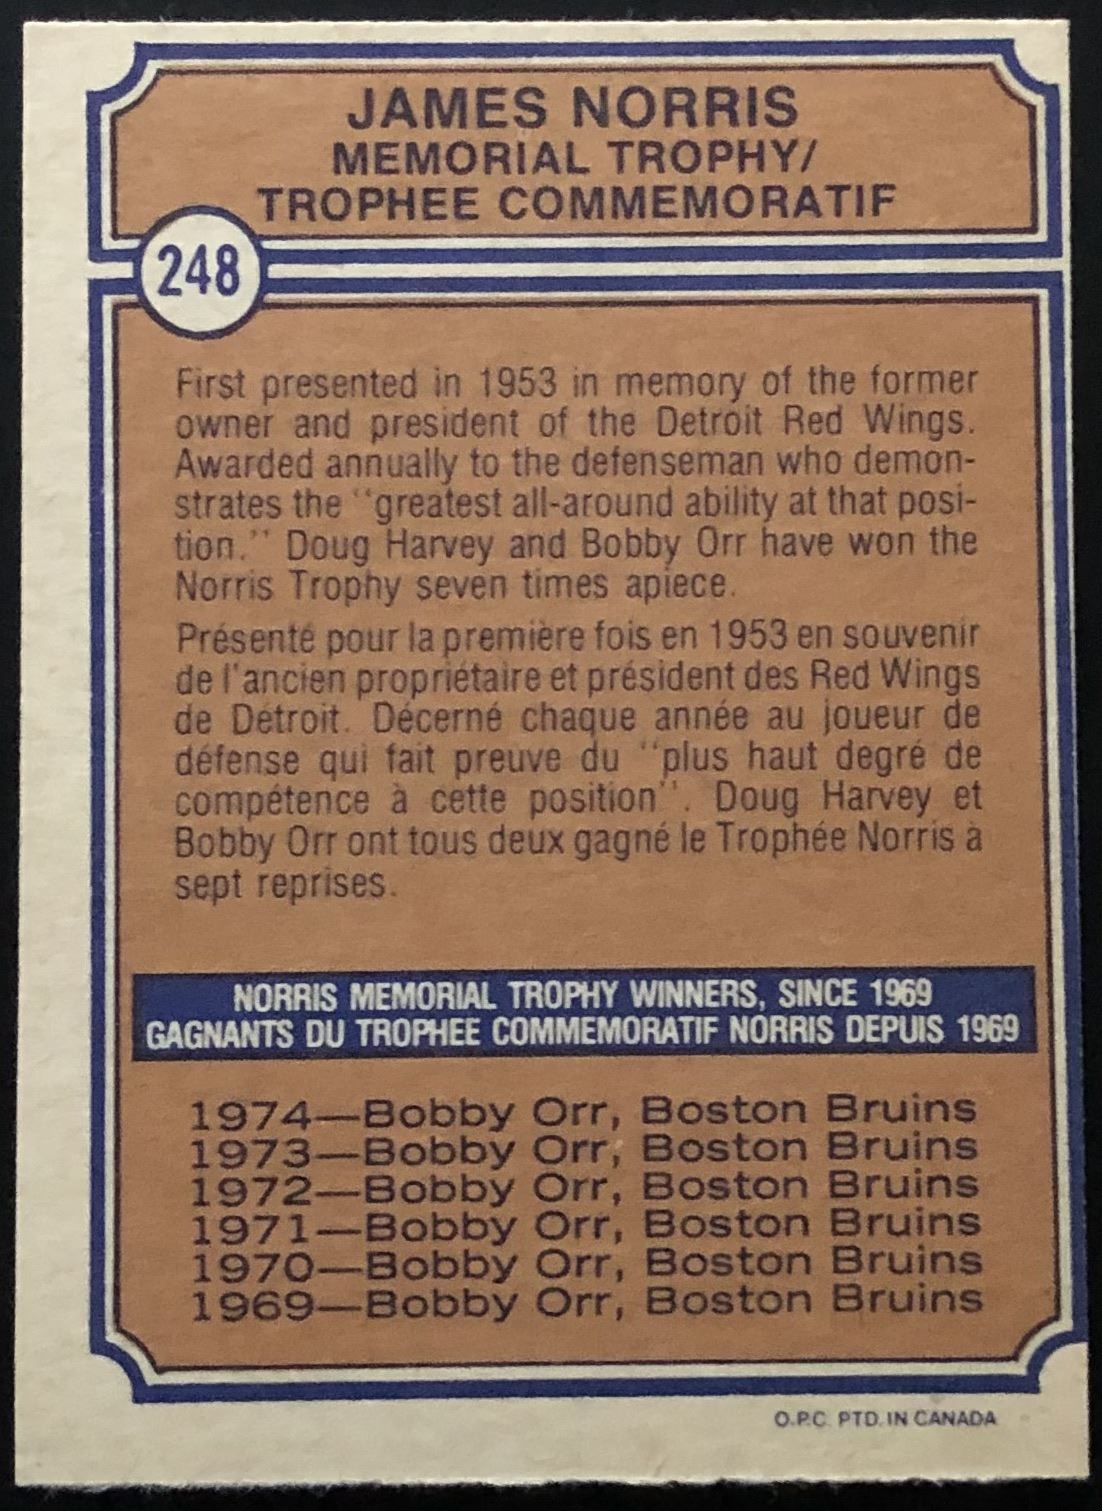 JAMES NORRIS
MEMORIAL TROPHY/
TROPHEE COMMEMORATIF
248
First presented in 1953 in memory of the former
owner and president of the Detroit Red Wings.
Awarded annually to the defenseman who demon-
strates the "greatest all-around ability at that posi-
tion." Doug Harvey and Bobby Orr have won the
Norris Trophy seven times apiece.
Présenté pour la première fois en 1953 en souvenir
de l'ancien propriétaire et président des Red Wings
de Détroit. Décerné chaque année au joueur de
défense qui fait preuve du "plus haut degré de
compétence à cette position". Doug Harvey et
Bobby Orr ont tous deux gagné le Trophée Norris à
sept reprises.
NORRIS MEMORIAL TROPHY WINNERS, SINCE 1969
GAGNANTS DU TROPHEE COMMEMORATIF NORRIS DEPUIS 1969
1974—Bobby Orr, Boston Bruins
1973—Bobby Orr, Boston Bruins
1972—Bobby Orr, Boston Bruins
1971—Bobby Orr, Boston Bruins
1970—Bobby Orr, Boston Bruins
1969—Bobby Orr, Boston Bruins
O.P.C. PTD. IN CANADA